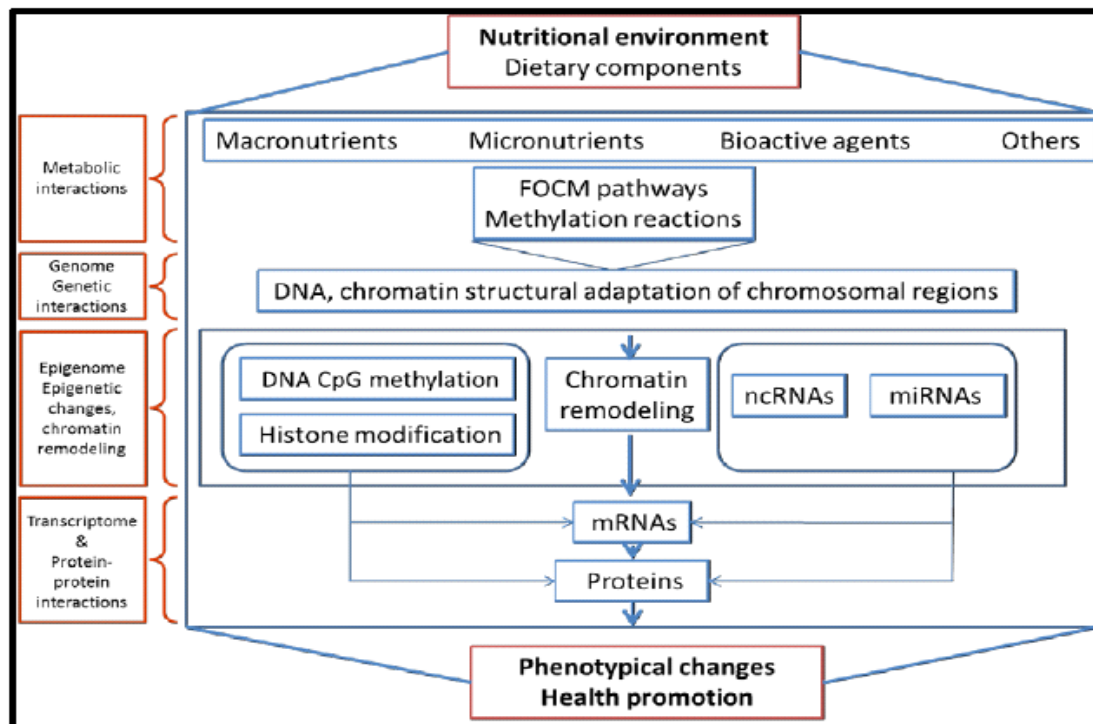 Nutritional environment
Dietary components
Metabolic
interactions
Macronutrients Micronutrients Bioactive agents Others
FOCM pathways
Methylation reactions
Genome
Genetic
interactions
DNA, chromatin structural adaptation of chromosomal regions
Epigenome
Epigenetic
changes,
chromatin
remodeling
DNA CpG methylation
Histone modification
Chromatin
remodeling
ncRNAs
miRNAs
Transcriptome
&
Protein-
protein
interactions
mRNAs
Proteins
Phenotypical changes
Health promotion